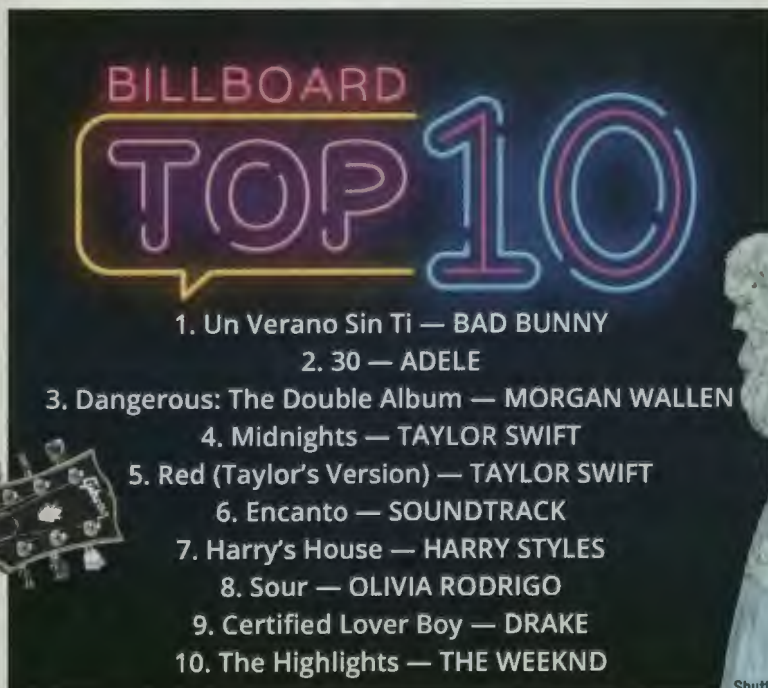 BILLBOARD
TOP 10
1. Un Verano Sin Ti — BAD BUNNY
2. 30 — ADELE
3. Dangerous: The Double Album — MORGAN WALLEN
4. Midnights — TAYLOR SWIFT
5. Red (Taylor's Version) — TAYLOR SWIFT
6. Encanto — SOUNDTRACK
7. Harry's House — HARRY STYLES
8. Sour — OLIVIA RODRIGO
9. Certified Lover Boy — DRAKE
10. The Highlights — THE WEEKND
Gibson